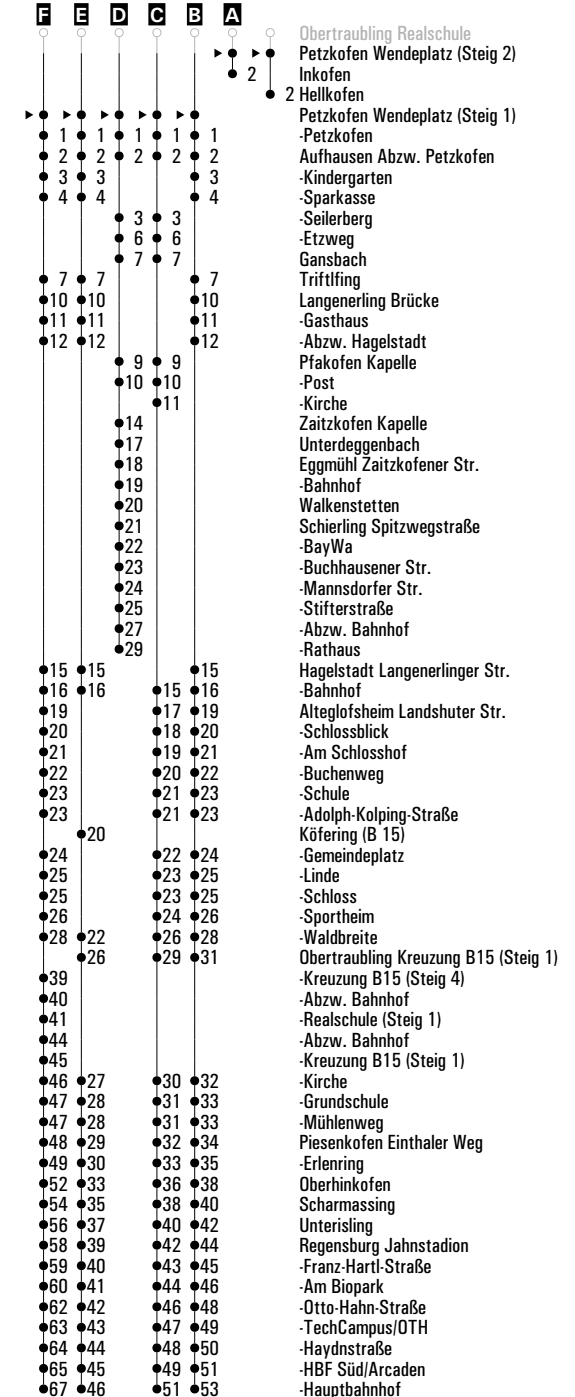 F E D C B A
Obertraubling Realschule
Petzkofen Wendeplatz (Steig 2)
2 Inkofen
2 Hellkofen
Petzkofen Wendeplatz (Steig 1)
1 1 1 1 1 -Petzkofen
2 2 2 2 2 Aufhausen Abzw. Petzkofen
3 3 3 -Kindergarten
4 4 4 -Sparkasse
3 3 -Seilerberg
6 6 -Etzweg
7 7 Gansbach
7 7 7 Triftlfing
10 10 10 Langenerling Brücke
11 11 11 -Gasthaus
12 12 12 -Abzw. Hagelstadt
9 9 Pfakofen Kapelle
10 10 -Post
11 -Kirche
14 Zaitzkofen Kapelle
17 Unterdeggenbach
18 Eggmühl Zaitzkofener Str.
19 -Bahnhof
20 Walkenstetten
21 Schierling Spitzwegstraße
22 -BayWa
23 -Buchhausener Str.
24 -Mannsdorfer Str.
25 -Stifterstraße
27 -Abzw. Bahnhof
29 -Rathaus
15 15 15 Hagelstadt Langenerlinger Str.
16 16 15 16 -Bahnhof
19 17 19 Alteglofsheim Landshuter Str.
20 18 20 -Schlossblick
21 19 21 -Am Schlosshof
22 20 22 -Buchenweg
23 21 23 -Schule
23 21 23 -Adolph-Kolping-Straße
20 Köfering (B 15)
24 22 24 -Gemeindeplatz
25 23 25 -Linde
25 23 25 -Schloss
26 24 26 -Sportheim
28 22 26 28 -Waldbreite
26 29 31 Obertraubling Kreuzung B15 (Steig 1)
39 -Kreuzung B15 (Steig 4)
40 -Abzw. Bahnhof
41 -Realschule (Steig 1)
44 -Abzw. Bahnhof
45 -Kreuzung B15 (Steig 1)
46 27 30 32 -Kirche
47 28 31 33 -Grundschule
47 28 31 33 -Mühlenweg
48 29 32 34 Piesenkofen Einthaler Weg
49 30 33 35 -Erlenring
52 33 36 38 Oberhinkofen
54 35 38 40 Scharmassing
56 37 40 42 Unterisling
58 39 42 44 Regensburg Jahnstadion
59 40 43 45 -Franz-Hartl-Straße
60 41 44 46 -Am Biopark
62 42 46 48 -Otto-Hahn-Straße
63 43 47 49 -TechCampus/OTH
64 44 48 50 -Haydnstraße
65 45 49 51 -HBF Süd/Arcaden
67 46 51 53 -Hauptbahnhof